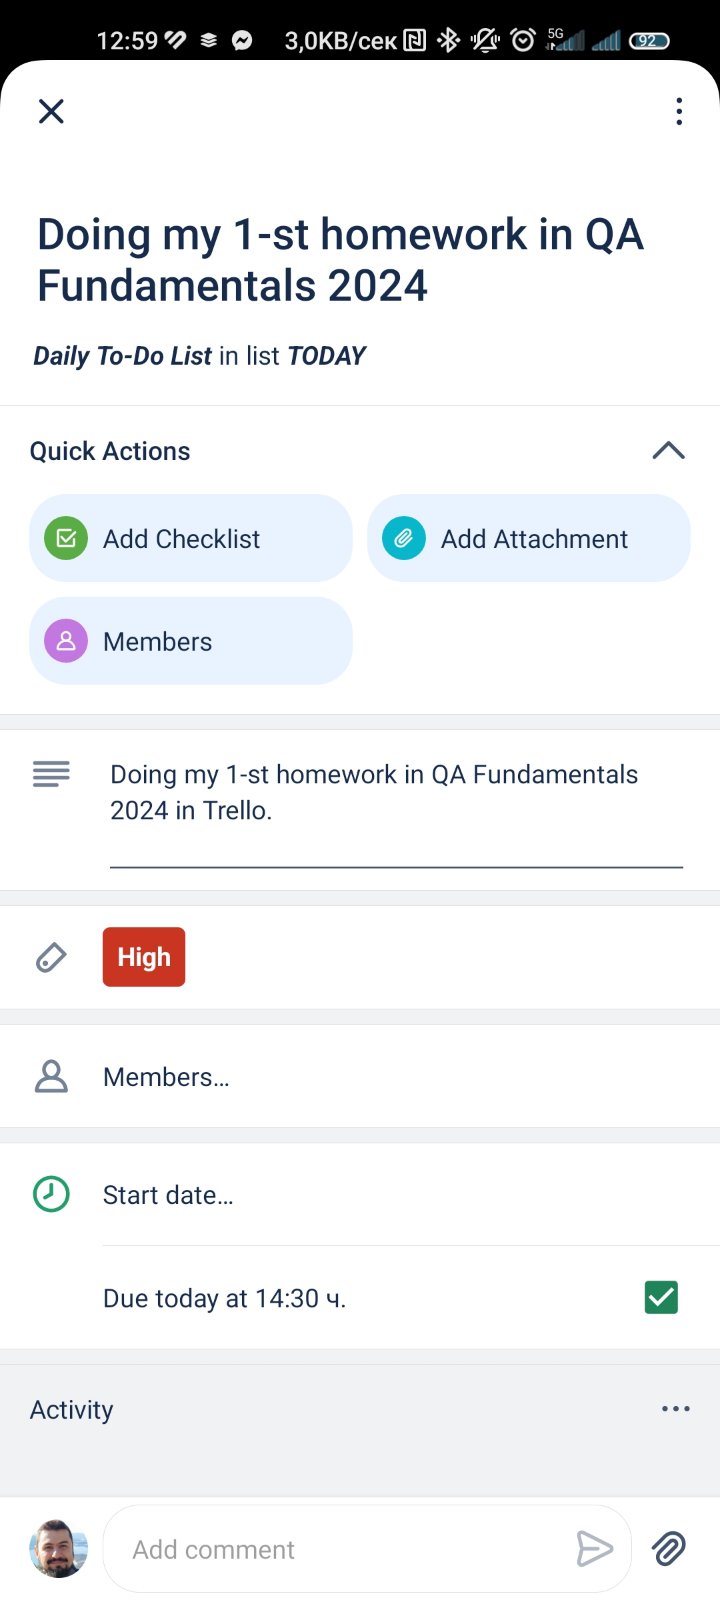 12:59 3,0KB/сек 5G 92
Doing my 1-st homework in QA
Fundamentals 2024
Daily To-Do List in list TODAY
Quick Actions
Add Checklist Add Attachment
Members
Doing my 1-st homework in QA Fundamentals
2024 in Trello.
High
Members...
Start date...
Due today at 14:30 ч.
Activity
Add comment